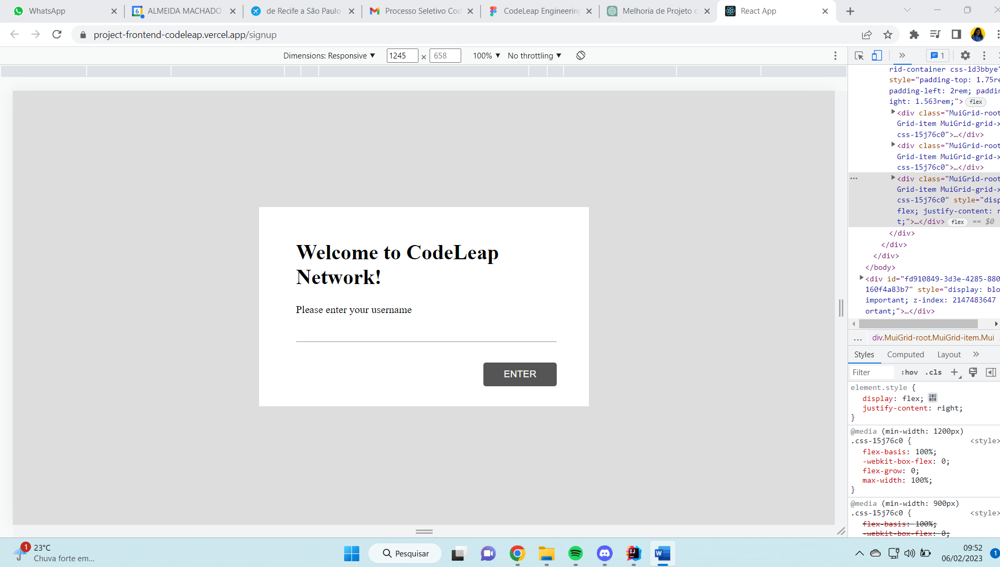 WhatsApp
ALMEIDA MACHADO
de Recife a São Paulo
Processo Seletivo Cod
CodeLeap Engineering
Melhoria de Projeto c
React App
project-frontend-codeleap.vercel.app/signup
Dimensions: Responsive ▼ 1245 × 658 100% ▼ No throttling ▼
1
rid-container css-1d3bbye"
style="padding-top: 1.75re
padding-left: 2rem; paddin
ight: 1.563rem;"> flex
<div class="MuiGrid-root
Grid-item MuiGrid-grid-x
css-15j76c0">…</div>
<div class="MuiGrid-root
Grid-item MuiGrid-grid-x
css-15j76c0">…</div>
<div class="MuiGrid-root
Grid-item MuiGrid-grid-x
css-15j76c0" style="disp
flex; justify-content: r
t;">…</div> flex == $0
</div>
</div>
</div>
</body>
<div id="fd910849-3d3e-4285-880
160f4a83b7" style="display: blo
important; z-index: 2147483647
ortant;">…</div>
... div.MuiGrid-root.MuiGrid-item.Mui
Styles Computed Layout »
Filter :hov .cls +
element.style {
display: flex;
justify-content: right;
}
@media (min-width: 1200px)
.css-15j76c0 { <style>
flex-basis: 100%;
-webkit-box-flex: 0;
flex-grow: 0;
max-width: 100%;
}
@media (min-width: 900px)
.css-15j76c0 { <style>
flex-basis: 100%;
-webkit-box-flex: 0;
Welcome to CodeLeap
Network!
Please enter your username
ENTER
1
23°C
Chuva forte em...
6
Pesquisar
IJ
W
09:52
06/02/2023
1